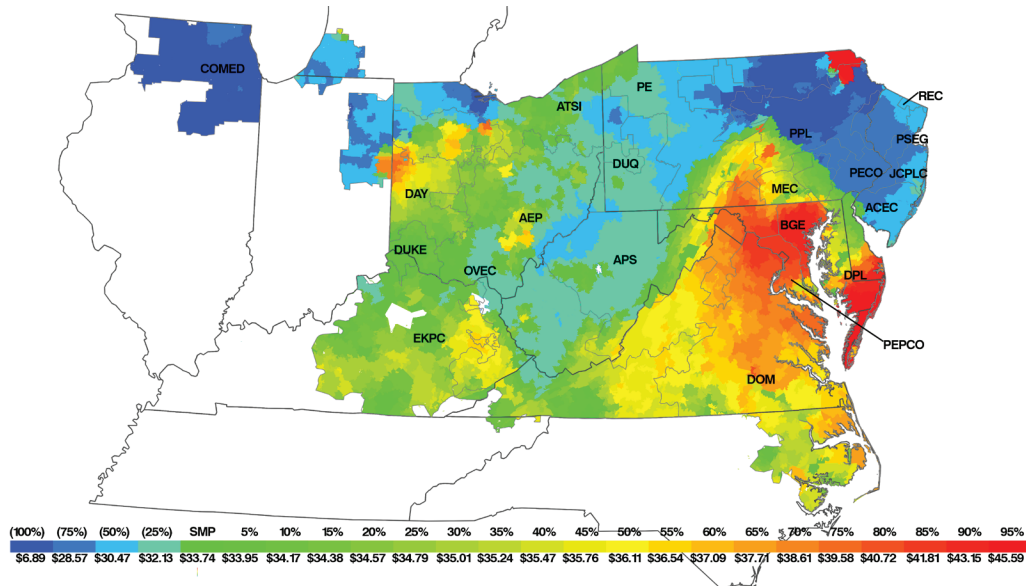 COMED
ATSI
PE
REC
PPL
PSEG
DUQ
PECO
JCPLC
DAY
MEC
ACEC
AEP
BGE
DUKE
OVEC
APS
DPL
EKPC
PEPCO
DOM
(100%) (75%) (50%) (25%) SMP 5% 10% 15% 20% 25% 30% 35% 40% 45% 50% 55% 60% 65% 70% 75% 80% 81% 90% 95%
$6.89 $28.57 $30.47 $32.13 $33.74 $33.95 $34.17 $34.38 $34.57 $34.79 $35.01 $35.24 $35.47 $35.76 $36.11 $36.54 $37.09 $37.71 $38.61 $39.58 $40.72 $41.81 $43.15 $45.59